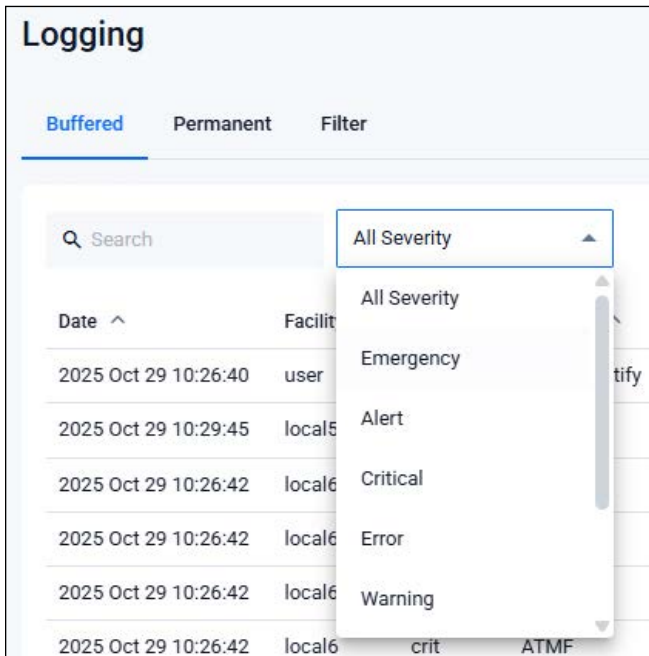 Logging
Buffered Permanent Filter
Search All Severity
All Severity
Date Facilit
Emergency
2025 Oct 29 10:26:40 user tify
Alert
2025 Oct 29 10:29:45 local5
Critical
2025 Oct 29 10:26:42 local6
Error
2025 Oct 29 10:26:42 local6
Warning
2025 Oct 29 10:26:42 local6
2025 Oct 29 10:26:42 local6 crit ATMF